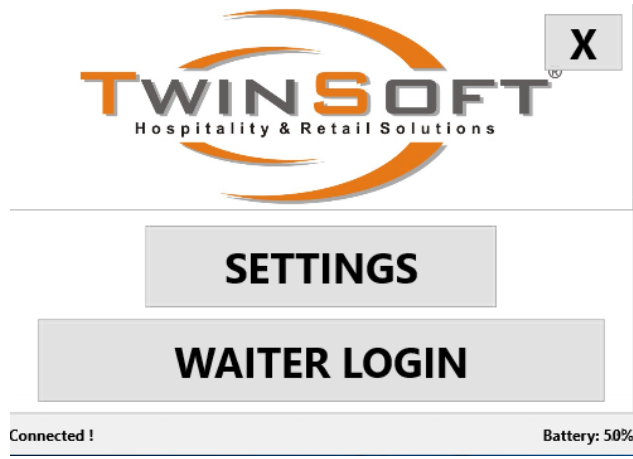 X
TWINSOFT®
Hospitality & Retail Solutions
SETTINGS
WAITER LOGIN
Connected !
Battery: 50%